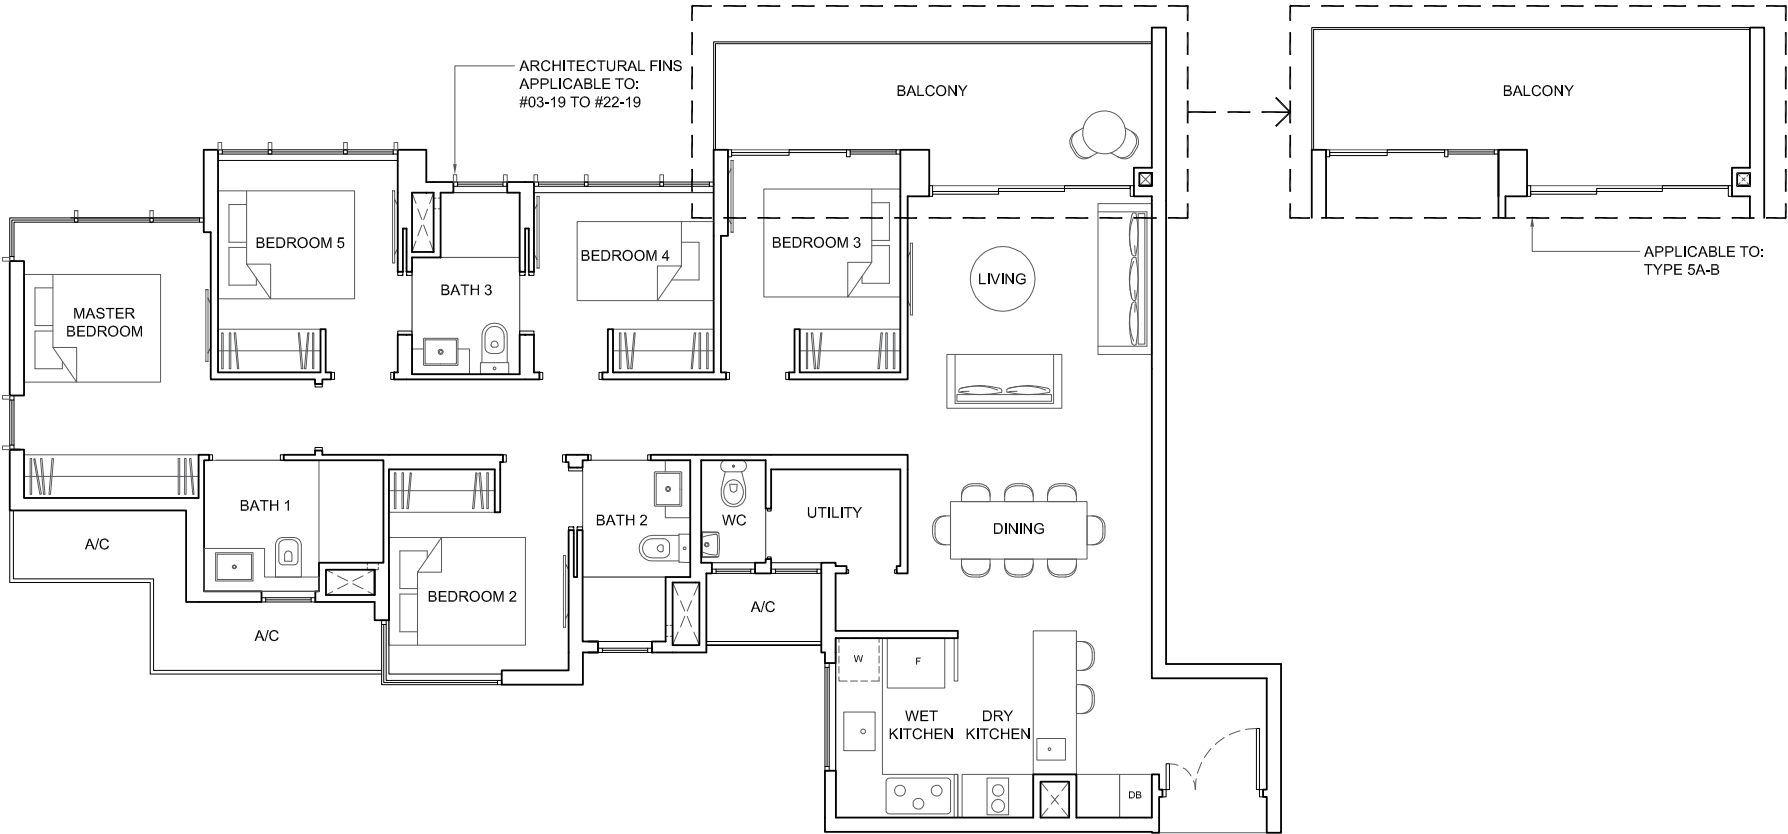 ARCHITECTURAL FINS
APPLICABLE TO:
#03-19 TO #22-19
BALCONY
BALCONY
APPLICABLE TO:
TYPE 5A-B
BEDROOM 5
BEDROOM 4
BEDROOM 3
BATH 3
LIVING
MASTER
BEDROOM
BATH 1
BATH 2
WC
UTILITY
DINING
A/C
A/C
BEDROOM 2
A/C
W
F
WET
KITCHEN
DRY
KITCHEN
DB